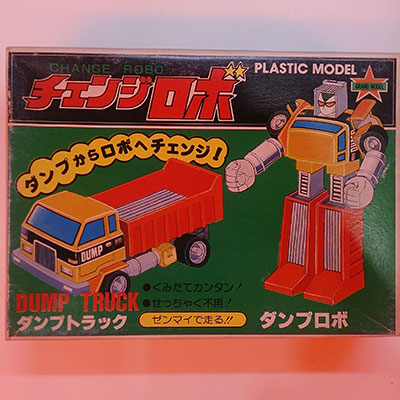 CHANGE ROBO
チェンジロボ
PLASTIC MODEL
GRAND MODEL
ダンプからロボへチェンジ!
DUMP
DUMP TRUCK
ダンプトラック
●くみたてカンタン!
●せっちゃく不用!
ゼンマイで走る!!
ダンプロボ